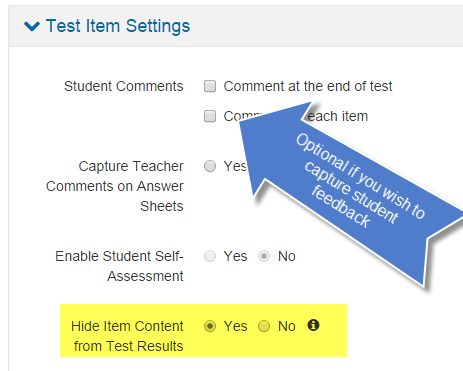 Test Item Settings
Student Comments Comment at the end of test
each item
Capture Teacher Yes
Comments on Answer
Sheets
Optional if you wish to
capture student
feedback
Enable Student Self- Yes No
Assessment
Hide Item Content Yes No
from Test Results